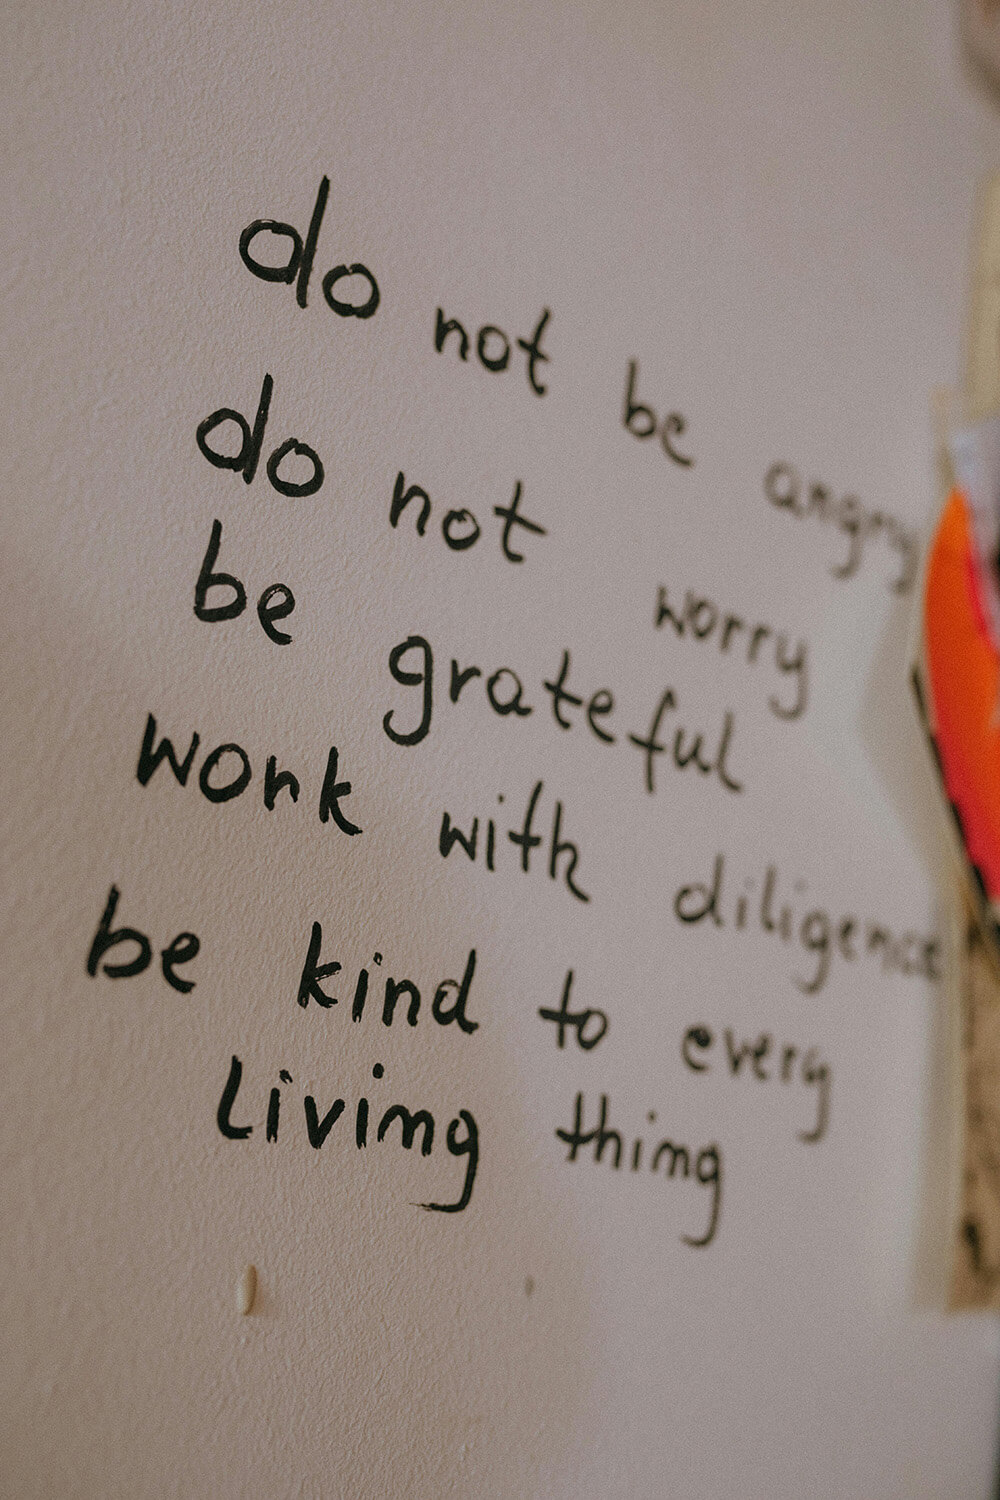 do not be angry
do not worry
be grateful
work with diligence
be kind to every
Living thing